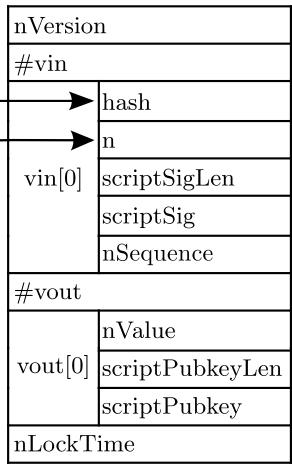 nVersion
#vin
hash
n
vin[0]
scriptSigLen
scriptSig
nSequence
#vout
nValue
vout[0]
scriptPubkeyLen
scriptPubkey
nLockTime